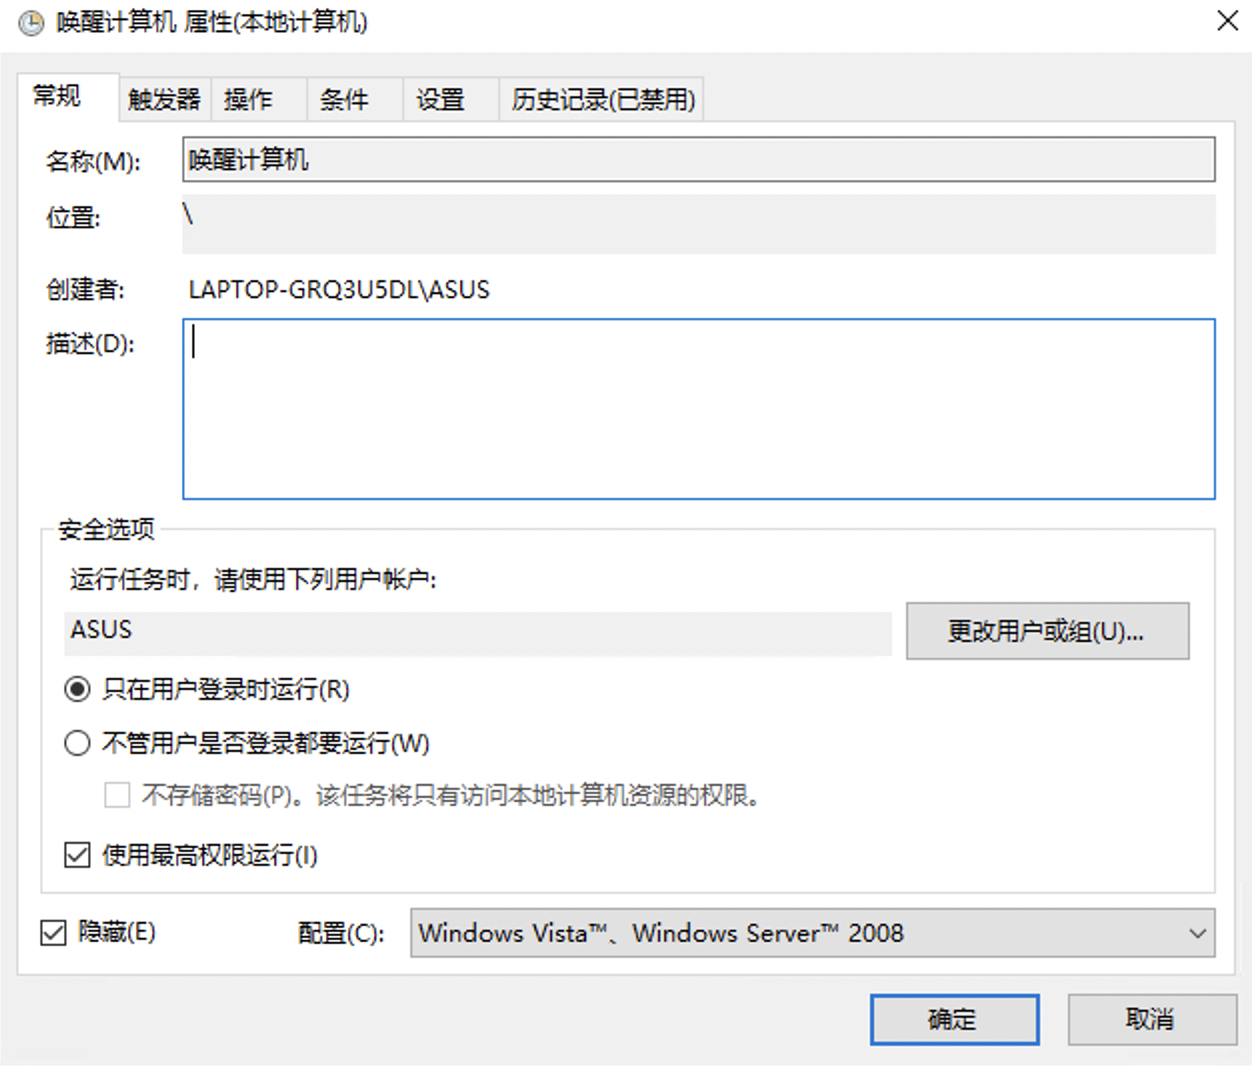 唤醒计算机 属性(本地计算机)
常规 触发器 操作 条件 设置 历史记录(已禁用)
名称(M): 唤醒计算机
位置: \
创建者: LAPTOP-GRQ3U5DL\ASUS
描述(D):
安全选项
运行任务时，请使用下列用户帐户:
ASUS 更改用户或组(U)...
只在用户登录时运行(R)
不管用户是否登录都要运行(W)
不存储密码(P)。该任务将只有访问本地计算机资源的权限。
使用最高权限运行(I)
隐藏(E) 配置(C): Windows Vista™、Windows Server™ 2008
确定 取消